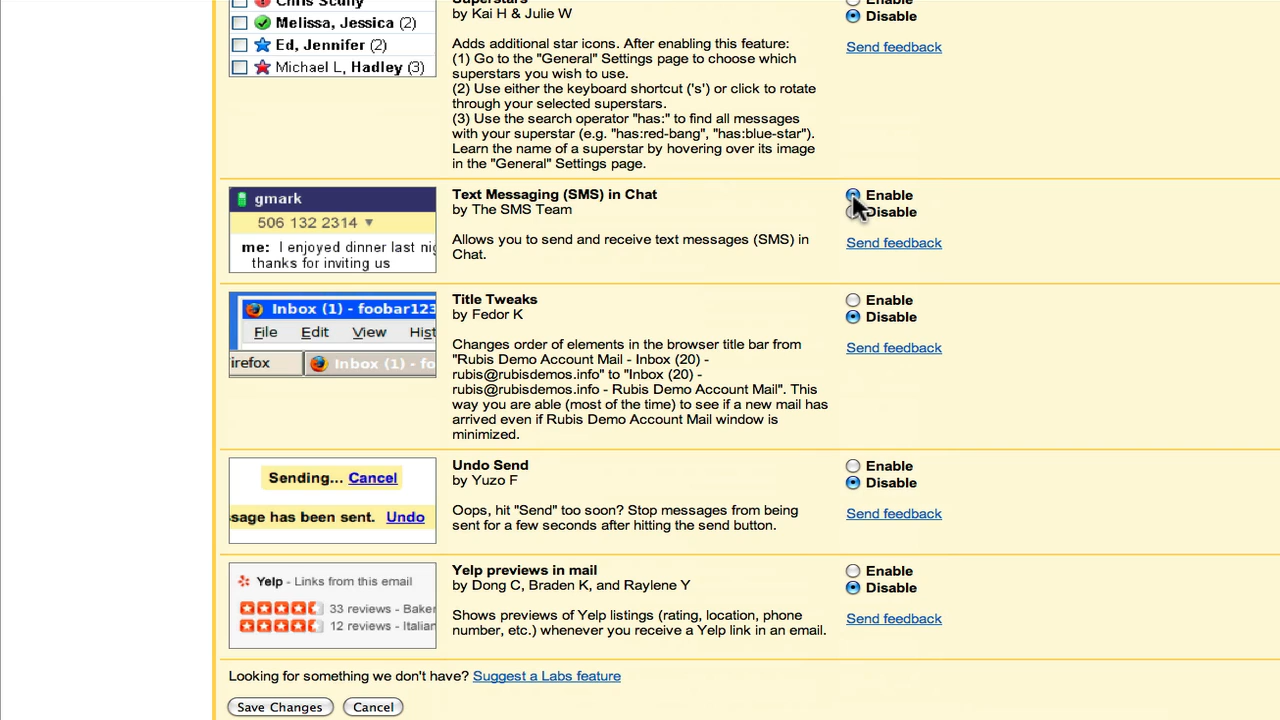 Chris Scully
Melissa, Jessica (2)
Ed, Jennifer (2)
Michael L, Hadley (3)
Superstars
by Kai H & Julie W
Adds additional star icons. After enabling this feature:
(1) Go to the "General" Settings page to choose which
superstars you wish to use.
(2) Use either the keyboard shortcut ('s') or click to rotate
through your selected superstars.
(3) Use the search operator "has:" to find all messages
with your superstar (e.g. "has:red-bang", "has:blue-star").
Learn the name of a superstar by hovering over its image
in the "General" Settings page.
Enable
Disable
Send feedback
gmark
506 132 2314
me: I enjoyed dinner last nig
thanks for inviting us
Text Messaging (SMS) in Chat
by The SMS Team
Allows you to send and receive text messages (SMS) in
Chat.
Enable
Disable
Send feedback
Inbox (1) - foobar123
File Edit View Hist
irefox Inbox (1) - fo
Title Tweaks
by Fedor K
Changes order of elements in the browser title bar from
"Rubis Demo Account Mail - Inbox (20) -
rubis@rubisdemos.info" to "Inbox (20) -
rubis@rubisdemos.info - Rubis Demo Account Mail". This
way you are able (most of the time) to see if a new mail has
arrived even if Rubis Demo Account Mail window is
minimized.
Enable
Disable
Send feedback
Sending... Cancel
ssage has been sent. Undo
Undo Send
by Yuzo F
Oops, hit "Send" too soon? Stop messages from being
sent for a few seconds after hitting the send button.
Enable
Disable
Send feedback
Yelp - Links from this email
33 reviews - Baker
12 reviews - Italian
Yelp previews in mail
by Dong C, Braden K, and Raylene Y
Shows previews of Yelp listings (rating, location, phone
number, etc.) whenever you receive a Yelp link in an email.
Enable
Disable
Send feedback
Looking for something we don't have? Suggest a Labs feature
Save Changes Cancel